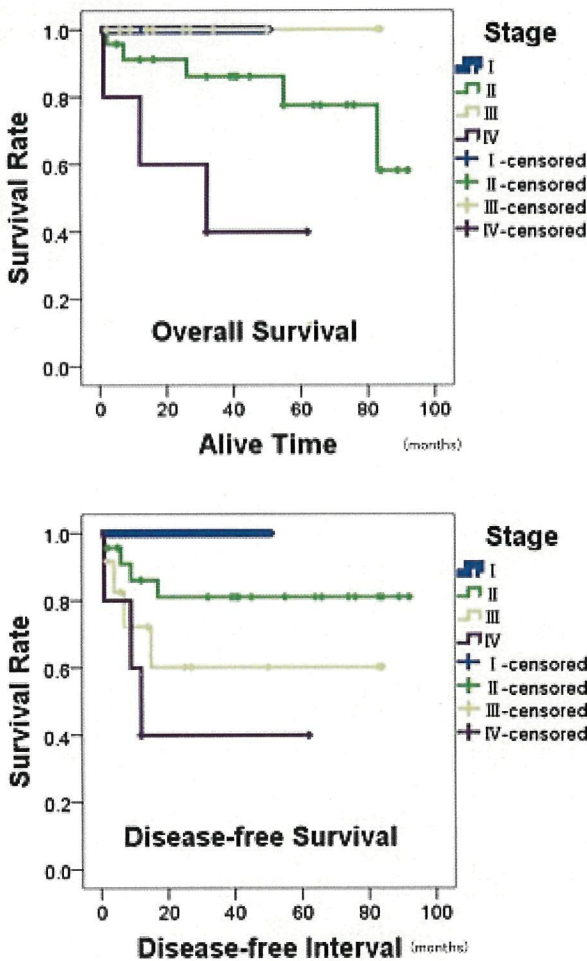 Stage
I
II
III
IV
I -censored
II -censored
III-censored
IV-censored
Survival Rate
1.0
0.8
0.6
0.4
0.2
0.0
Overall Survival
0 20 40 60 80 100
Alive Time (months)
Stage
I
II
III
IV
I -censored
II -censored
III-censored
IV-censored
Survival Rate
1.0
0.8
0.6
0.4
0.2
0.0
Disease-free Survival
0 20 40 60 80 100
Disease-free Interval (months)